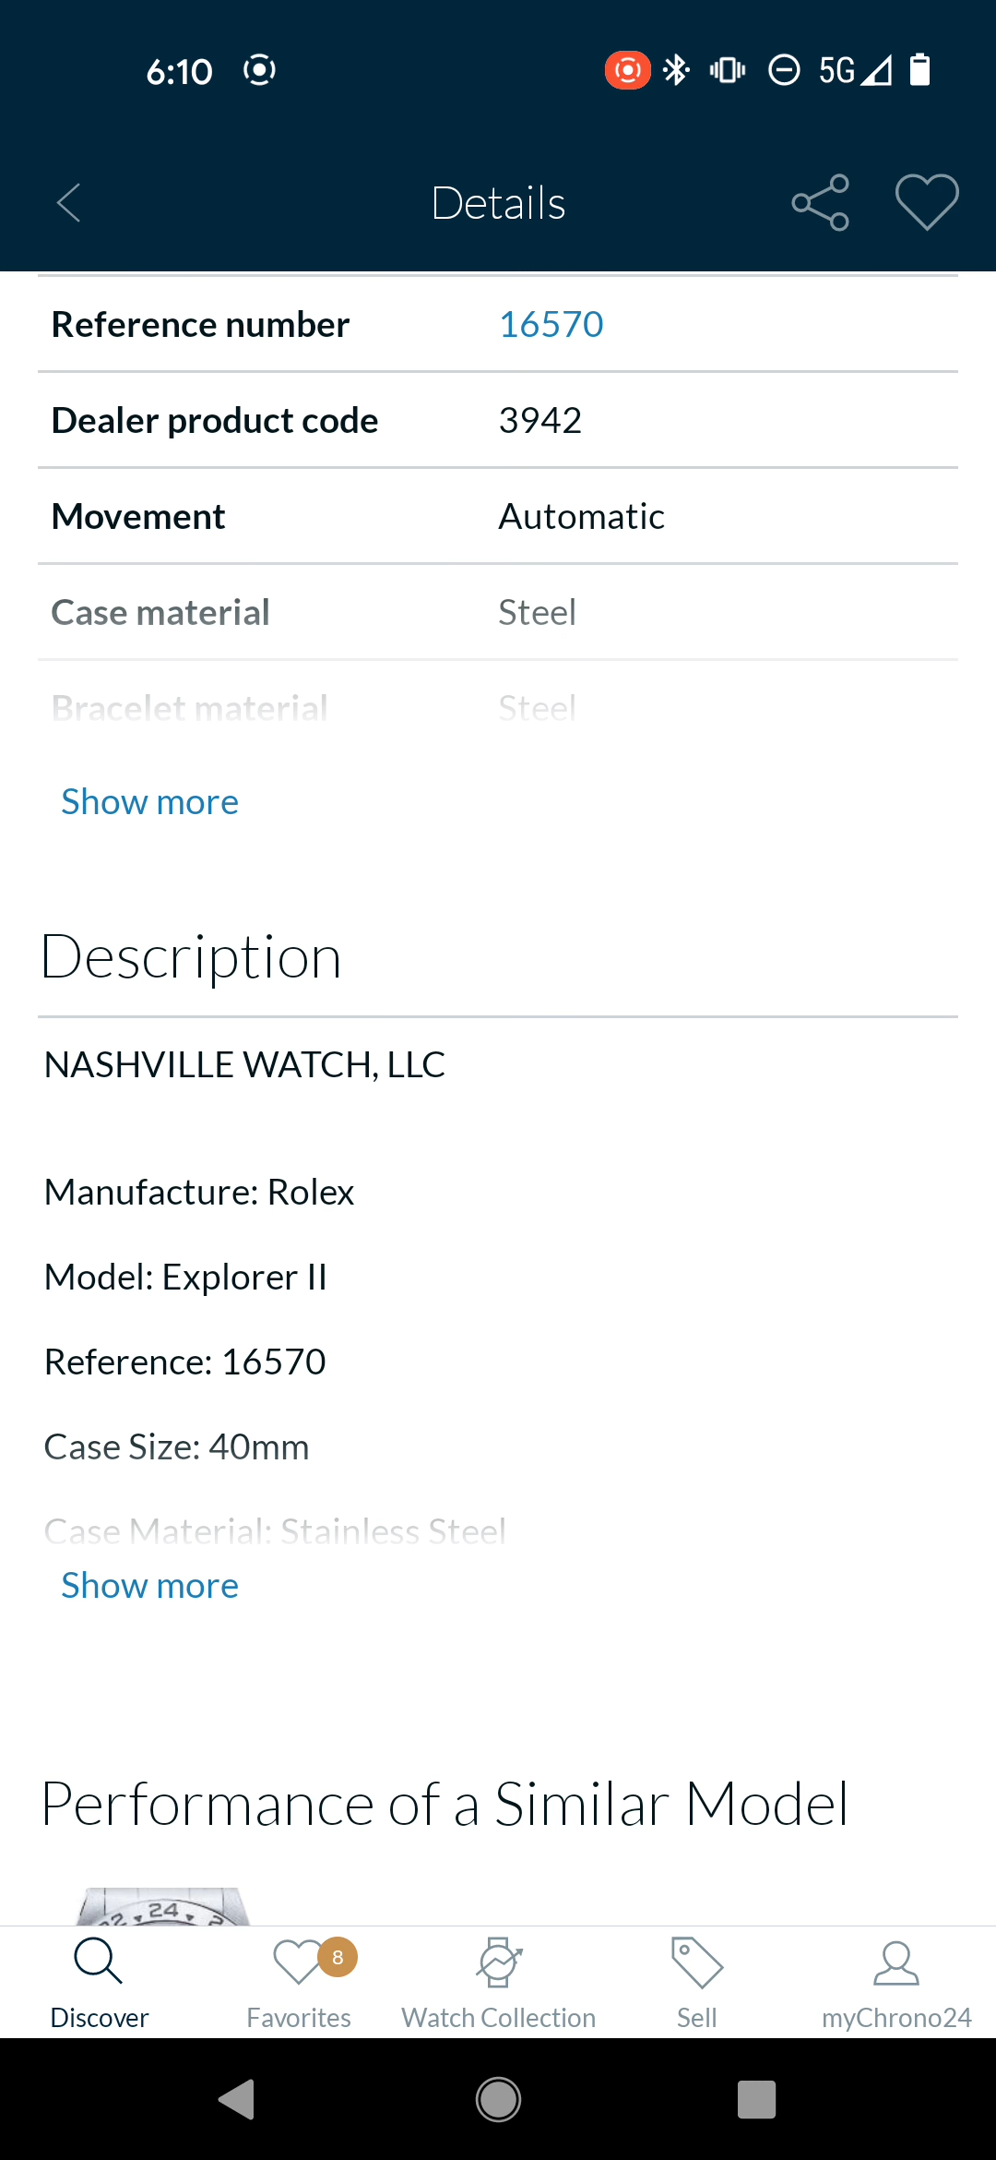 6:10 5G
Details
Reference number 16570
Dealer product code 3942
Movement Automatic
Case material Steel
Bracelet material Steel
Show more
Description
NASHVILLE WATCH, LLC
Manufacture: Rolex
Model: Explorer II
Reference: 16570
Case Size: 40mm
Case Material: Stainless Steel
Show more
Performance of a Similar Model
24
8
Discover Favorites Watch Collection Sell myChrono24